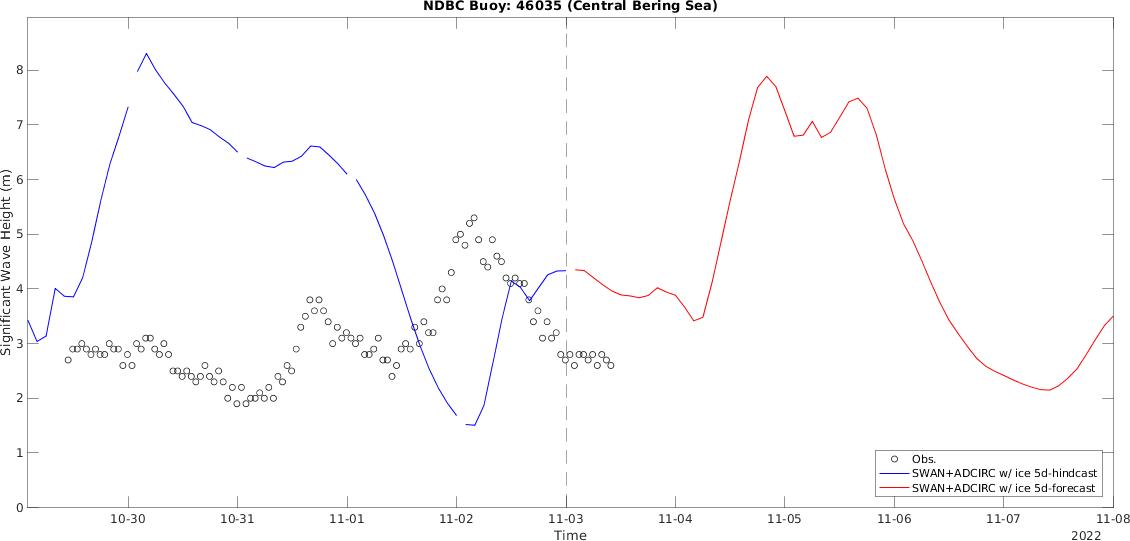 NDBC Buoy: 46035 (Central Bering Sea)
Significant Wave Height (m)
8
7
6
5
4
3
2
1
0
Obs.
SWAN+ADCIRC w/ ice 5d-hindcast
SWAN+ADCIRC w/ ice 5d-forecast
10-30 10-31 11-01 11-02 11-03 11-04 11-05 11-06 11-07 11-08
Time
2022